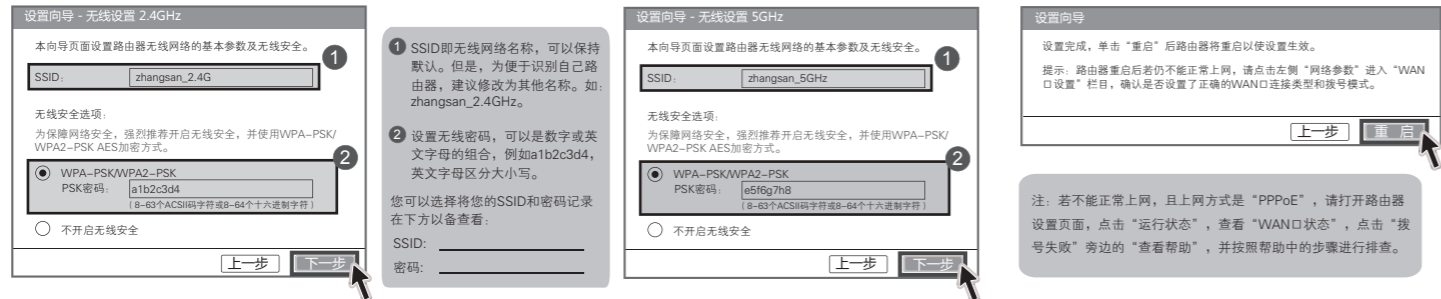 设置向导 - 无线设置 2.4GHz
本向导页面设置路由器无线网络的基本参数及无线安全。
1
SSID: zhangsan_2.4G
无线安全选项:
为保障网络安全，强烈推荐开启无线安全，并使用WPA-PSK/
WPA2-PSK AES加密方式。
2
WPA-PSK/WPA2-PSK
PSK密码: a1b2c3d4
(8-63个ACSII码字符或8-64个十六进制字符)
不开启无线安全
上一步 下一步
1 SSID即无线网络名称，可以保持
默认。但是，为便于识别自己路
由器，建议修改为其他名称。如:
zhangsan_2.4GHz。
2 设置无线密码，可以是数字或英
文字母的组合，例如a1b2c3d4，
英文字母区分大小写。
您可以选择将您的SSID和密码记录
在下方以备查看:
SSID:
密码:
设置向导 - 无线设置 5GHz
本向导页面设置路由器无线网络的基本参数及无线安全。
1
SSID: zhangsan_5GHz
无线安全选项:
为保障网络安全，强烈推荐开启无线安全，并使用WPA-PSK/
WPA2-PSK AES加密方式。
2
WPA-PSK/WPA2-PSK
PSK密码: e5f6g7h8
(8-63个ACSII码字符或8-64个十六进制字符)
不开启无线安全
上一步 下一步
设置向导
设置完成，单击“重启”后路由器将重启以使设置生效。
提示：路由器重启后若仍不能正常上网，请点击左侧“网络参数”进入“WAN
口设置”栏目，确认是否设置了正确的WAN口连接类型和拨号模式。
上一步 重 启
注：若不能正常上网，且上网方式是“PPPoE”，请打开路由器
设置页面，点击“运行状态”，查看“WAN口状态”，点击“拨
号失败”旁边的“查看帮助”，并按照帮助中的步骤进行排查。